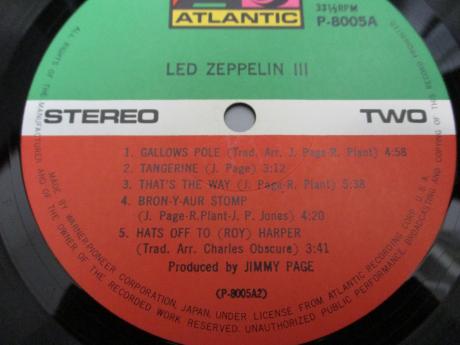 ATLANTIC
33⅓RPM
P-8005A
LED ZEPPELIN III
STEREO TWO
1. GALLOWS POLE (Trad. Arr. J. Page-R. Plant) 4:56
2. TANGERINE (J. Page) 3:12
3. THAT'S THE WAY (J. Page-R. Plant) 5:38
4. BRON-Y-AUR STOMP
(J. Page-R.Plant-J. P. Jones) 4:20
5. HATS OFF TO (ROY) HARPER
(Trad. Arr. Charles Obscure) 3:41
Produced by JIMMY PAGE
(P-8005A2)
ALL RIGHTS OF THE MANUFACTURER AND OF THE OWNER OF THE RECORDED WORK RESERVED. UNAUTHORIZED PUBLIC PERFORMANCE BROADCASTING AND COPYING OF THIS RECORD PROHIBITED
MADE BY WARNER-PIONEER CORPORATION, JAPAN, UNDER LICENSE FROM ATLANTIC RECORDING CORP. U.S.A.